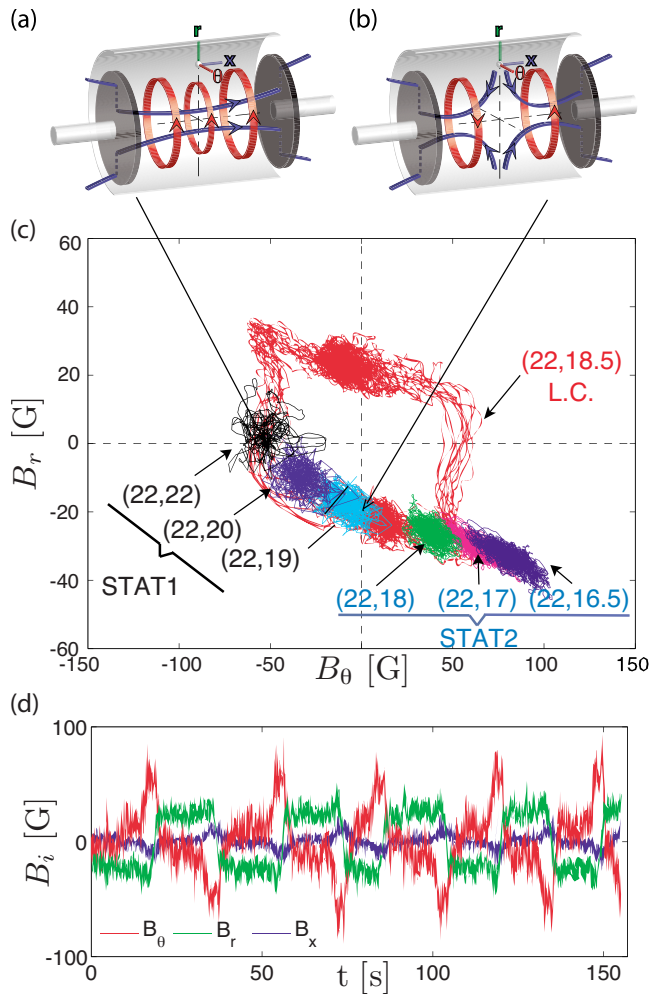 (a)
(b)
r
x
θ
r
x
θ
(c)
60
40
20
0
-20
-40
-60
B_r [G]
(22,18.5)
L.C.
(22,22)
(22,20)
(22,19)
STAT1
(22,18)
(22,17)
(22,16.5)
STAT2
-150
-100
-50
0
50
100
150
B_θ [G]
(d)
100
0
-100
B_i [G]
B_θ
B_r
B_x
0
50
100
150
t [s]